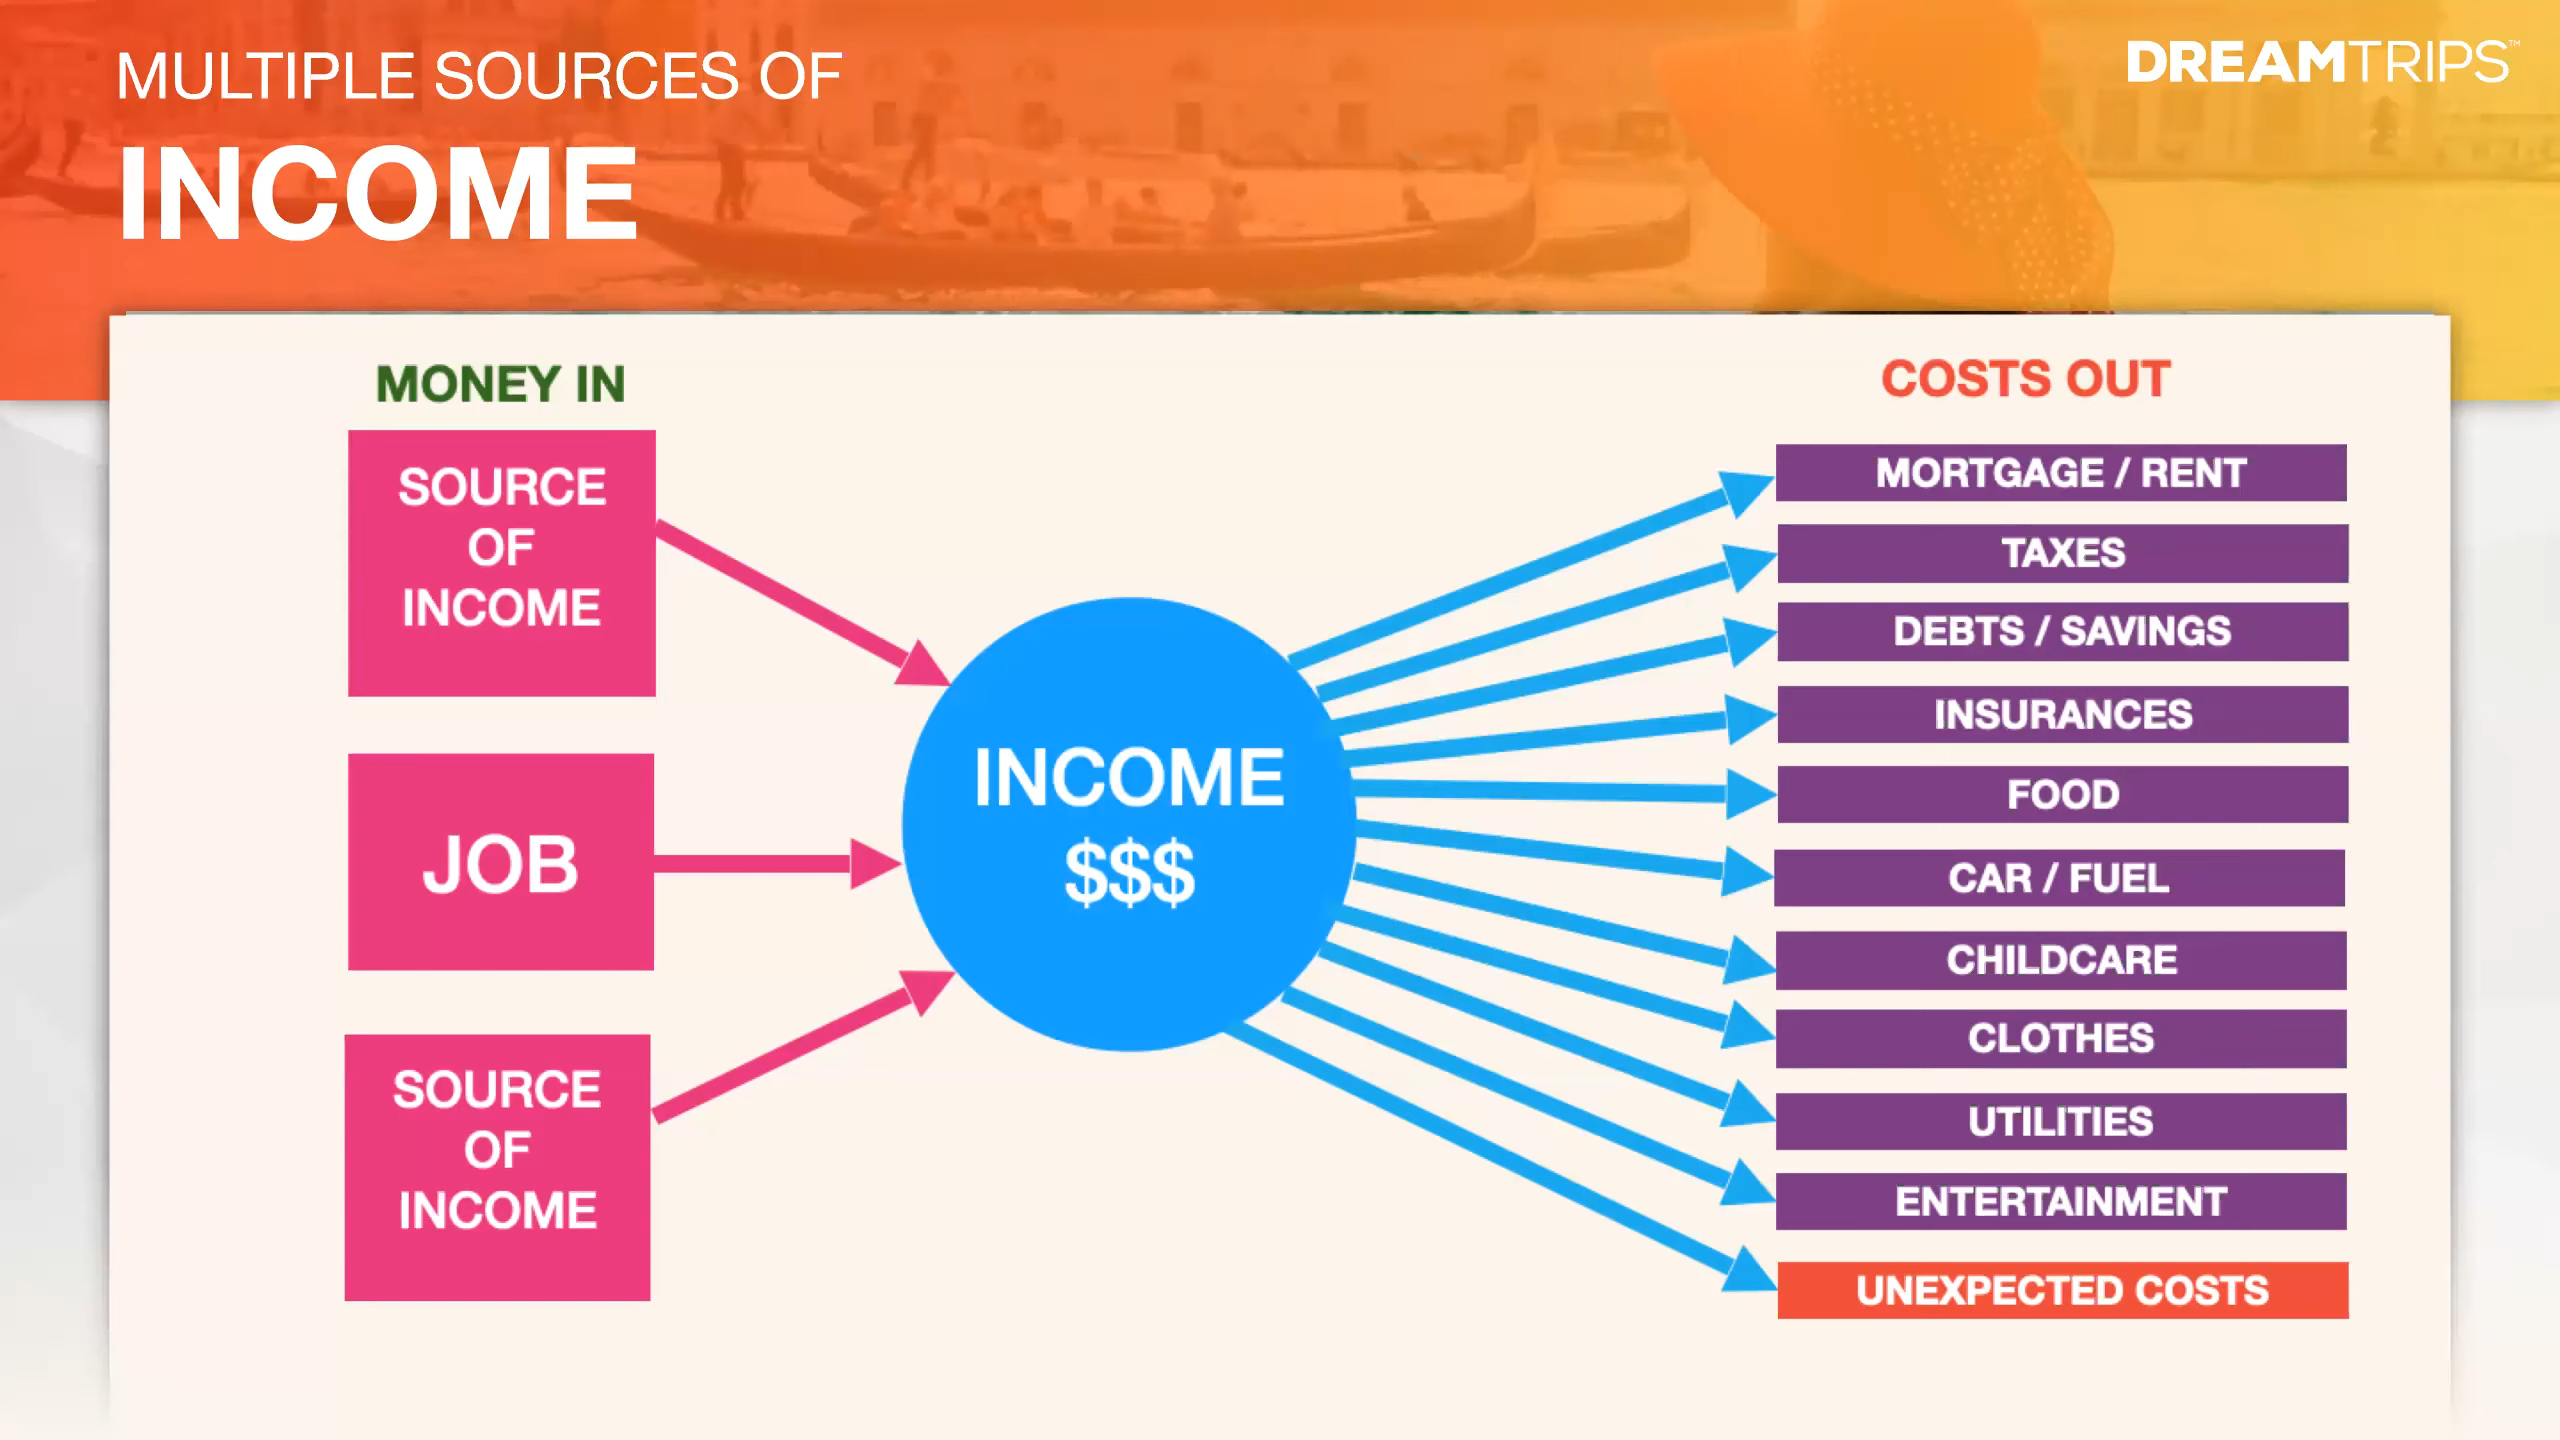 MULTIPLE SOURCES OF
INCOME
DREAMTRIPS™
MONEY IN
COSTS OUT
SOURCE
OF
INCOME
JOB
SOURCE
OF
INCOME
INCOME
$$$
MORTGAGE / RENT
TAXES
DEBTS / SAVINGS
INSURANCES
FOOD
CAR / FUEL
CHILDCARE
CLOTHES
UTILITIES
ENTERTAINMENT
UNEXPECTED COSTS